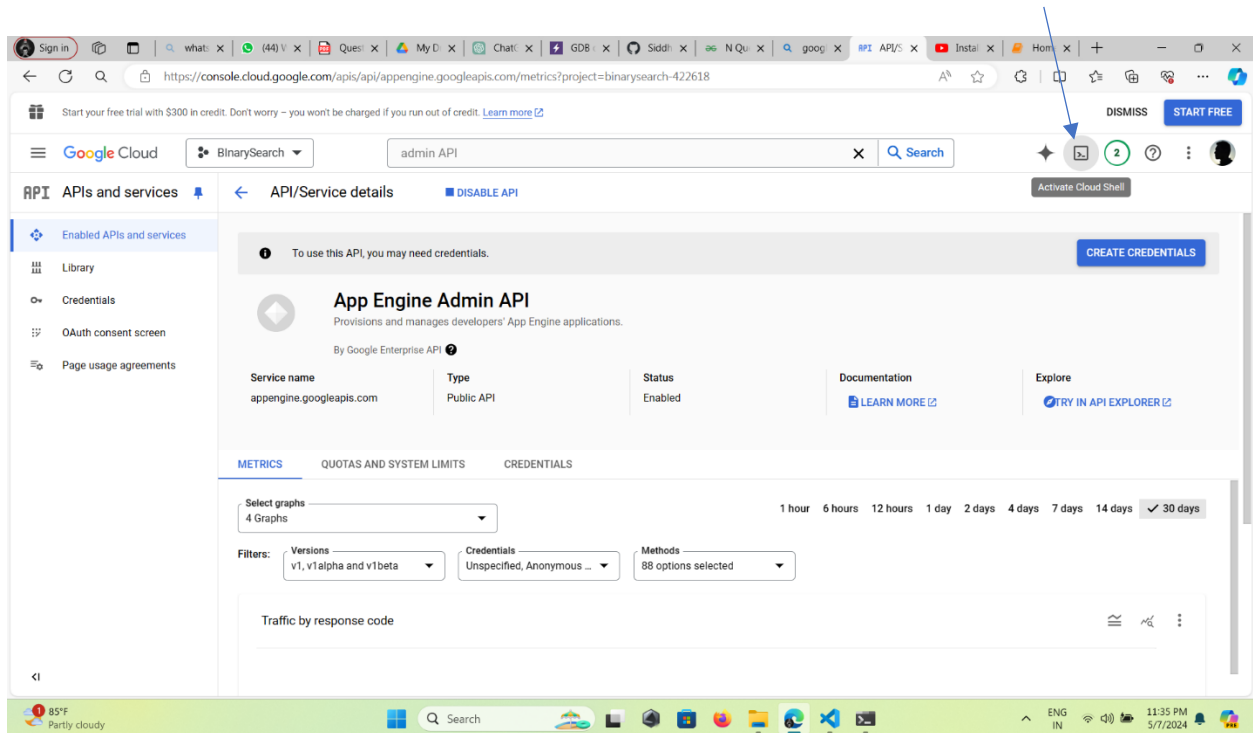 Sign in
whats
(44) V
Quest
My D
Chat
GDB
Siddh
N Qu
goog
API/S
Instal
Hom
https://console.cloud.google.com/apis/api/appengine.googleapis.com/metrics?project=binarysearch-422618
Start your free trial with $300 in credit. Don't worry – you won't be charged if you run out of credit. Learn more
DISMISS
START FREE
Google Cloud
BInarySearch
admin API
Search
2
API APIs and services
API/Service details
DISABLE API
Activate Cloud Shell
Enabled APIs and services
Library
Credentials
OAuth consent screen
Page usage agreements
To use this API, you may need credentials.
CREATE CREDENTIALS
App Engine Admin API
Provisions and manages developers' App Engine applications.
By Google Enterprise API
Service name
appengine.googleapis.com
Type
Public API
Status
Enabled
Documentation
LEARN MORE
Explore
TRY IN API EXPLORER
METRICS QUOTAS AND SYSTEM LIMITS CREDENTIALS
Select graphs
4 Graphs
1 hour 6 hours 12 hours 1 day 2 days 4 days 7 days 14 days 30 days
Filters:
Versions
v1, v1alpha and v1beta
Credentials
Unspecified, Anonymous ...
Methods
88 options selected
Traffic by response code
1
85°F
Partly cloudy
Search
ENG
IN
11:35 PM
5/7/2024